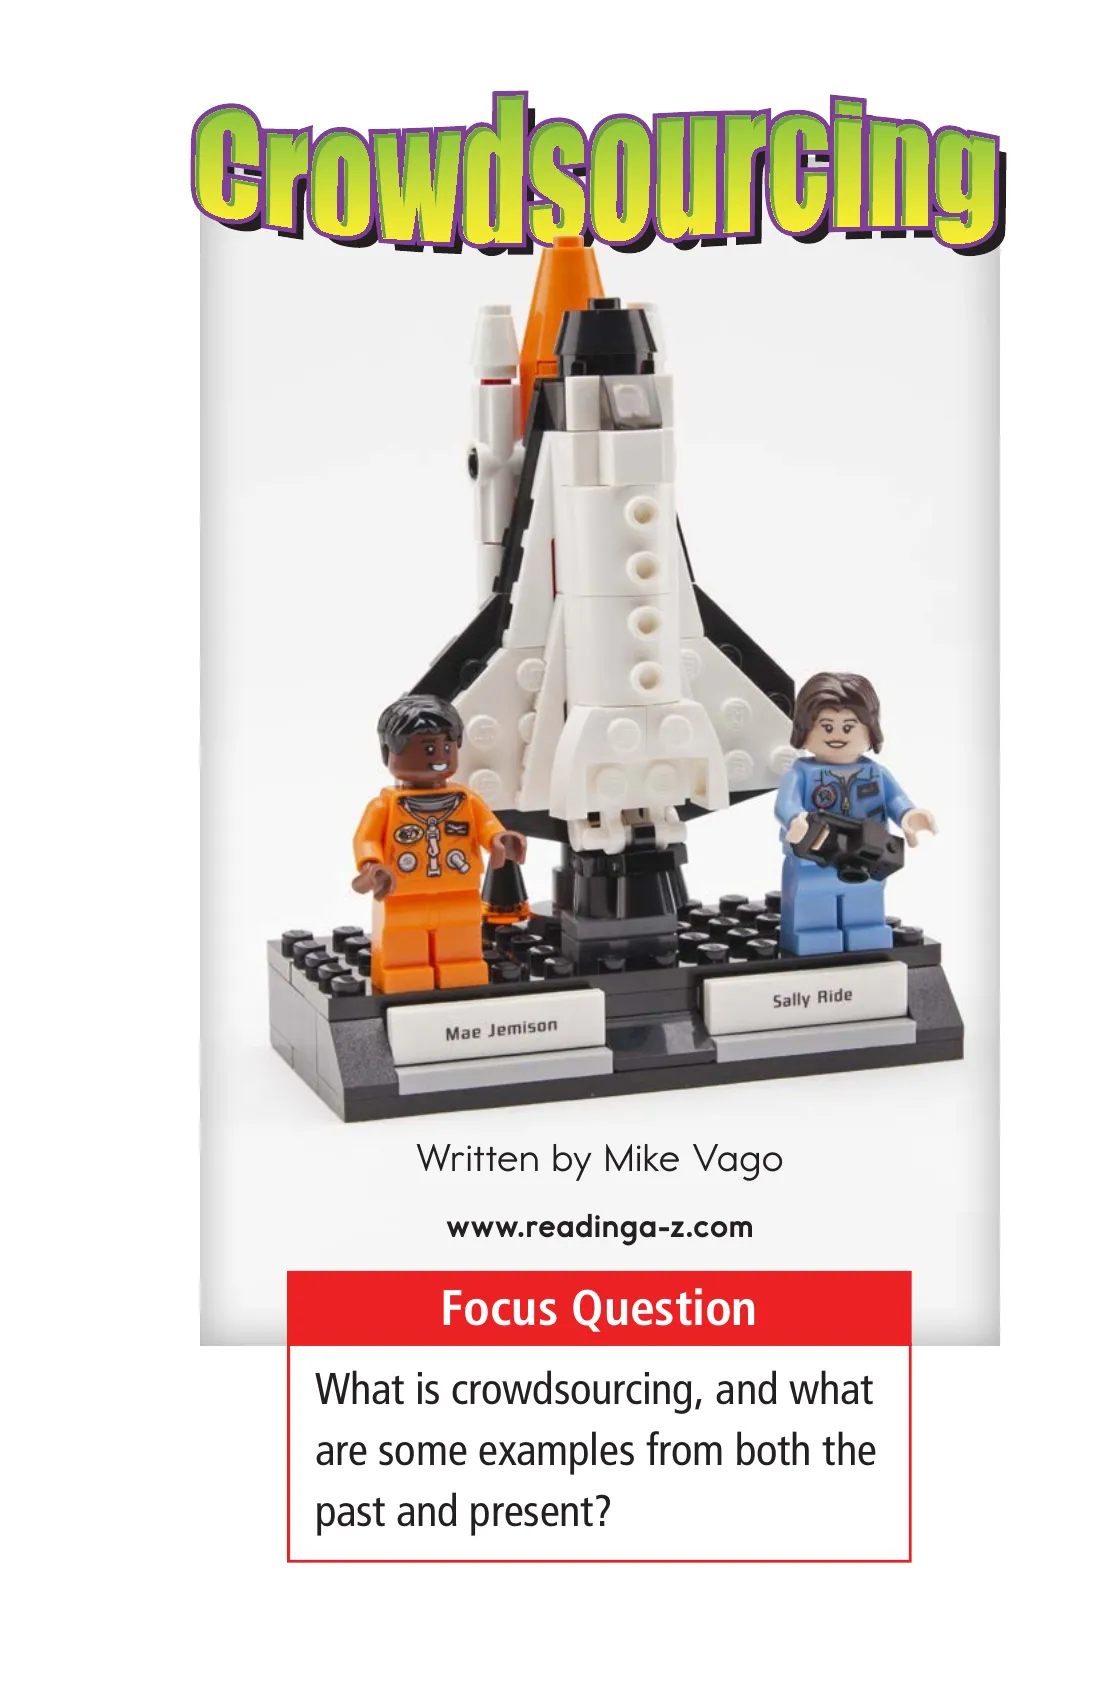 Crowdsourcing
Mae Jemison
Sally Ride
Written by Mike Vago
www.readinga-z.com
Focus Question
What is crowdsourcing, and what
are some examples from both the
past and present?